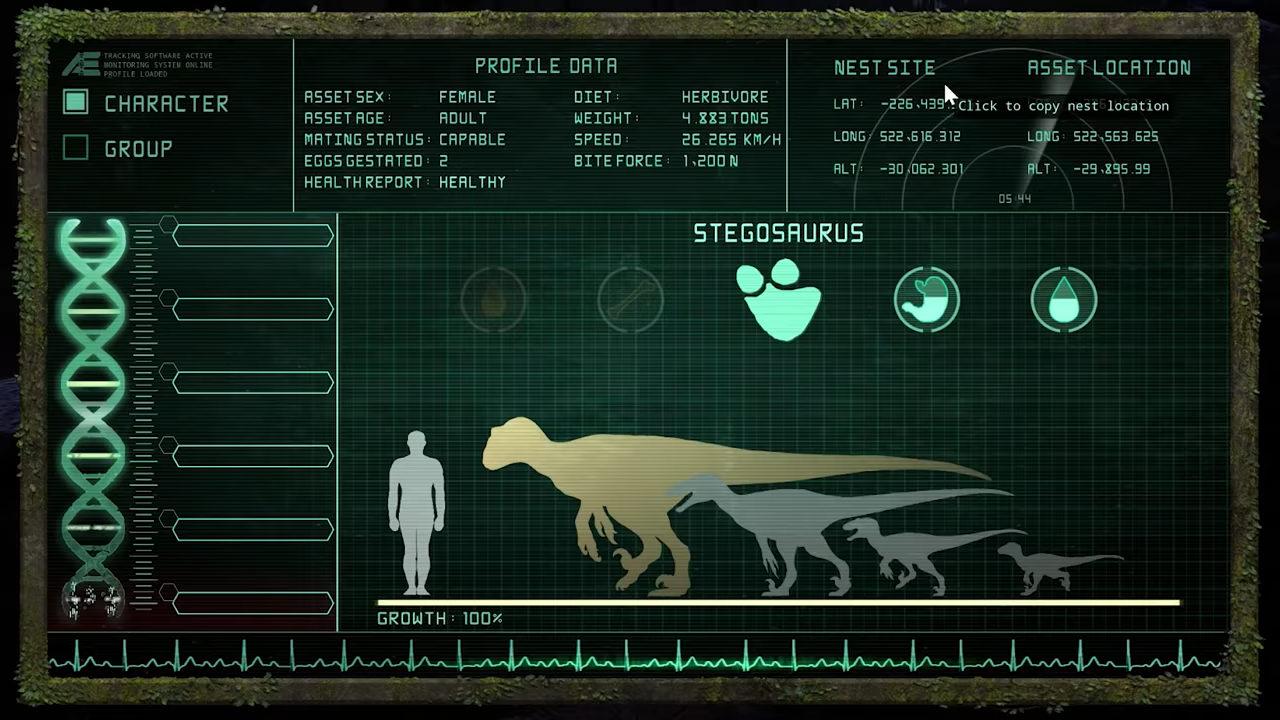 AE
TRACKING SOFTWARE ACTIVE
MONITORING SYSTEM ONLINE
PROFILE LOADED
CHARACTER
GROUP
PROFILE DATA
ASSET SEX: FEMALE
ASSET AGE: ADULT
MATING STATUS: CAPABLE
EGGS GESTATED: 2
HEALTH REPORT: HEALTHY
DIET: HERBIVORE
WEIGHT: 4.883 TONS
SPEED: 26.265 KM/H
BITE FORCE: 1,200 N
NEST SITE
LAT: -226,439
LONG: 522,616.312
ALT: -30,062.301
ASSET LOCATION
Click to copy nest location
LONG: 522,563.625
ALT: -29,895.99
05:44
STEGOSAURUS
GROWTH: 100%